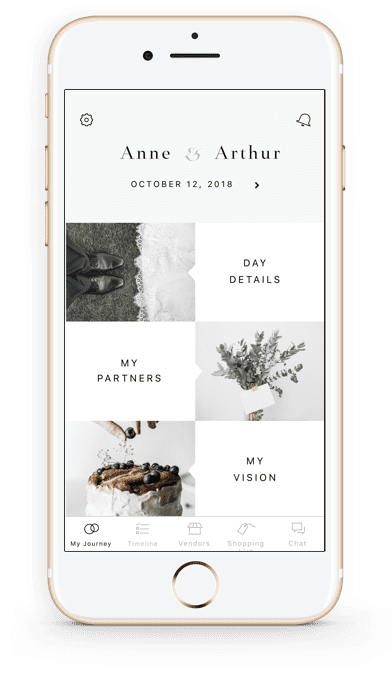 Anne & Arthur
OCTOBER 12, 2018
DAY
DETAILS
MY
PARTNERS
MY
VISION
My Journey
Timeline
Vendors
Shopping
Chat